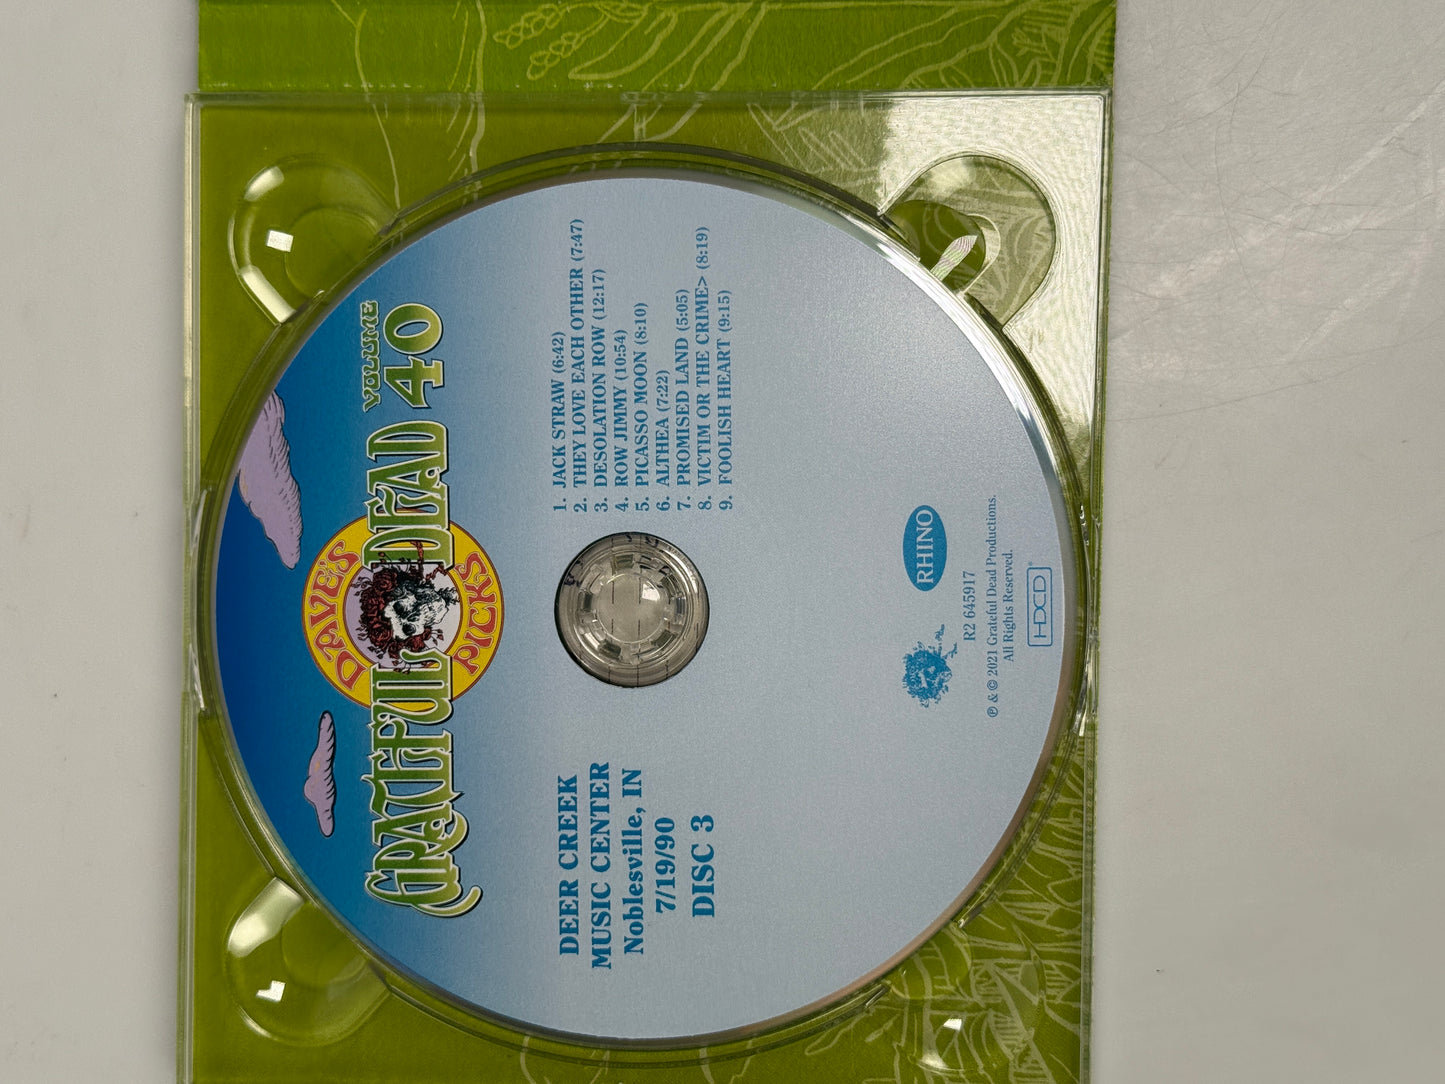 DAVE'S
PICKS
GRATEFUL DEAD
VOLUME
40
DEER CREEK
MUSIC CENTER
Noblesville, IN
7/19/90
DISC 3
1. JACK STRAW (6:42)
2. THEY LOVE EACH OTHER (7:47)
3. DESOLATION ROW (12:17)
4. ROW JIMMY (10:54)
5. PICASSO MOON (8:10)
6. ALTHEA (7:22)
7. PROMISED LAND (5:05)
8. VICTIM OR THE CRIME> (8:19)
9. FOOLISH HEART (9:15)
RHINO
R2 645917
℗ & © 2021 Grateful Dead Productions.
All Rights Reserved.
HDCD®